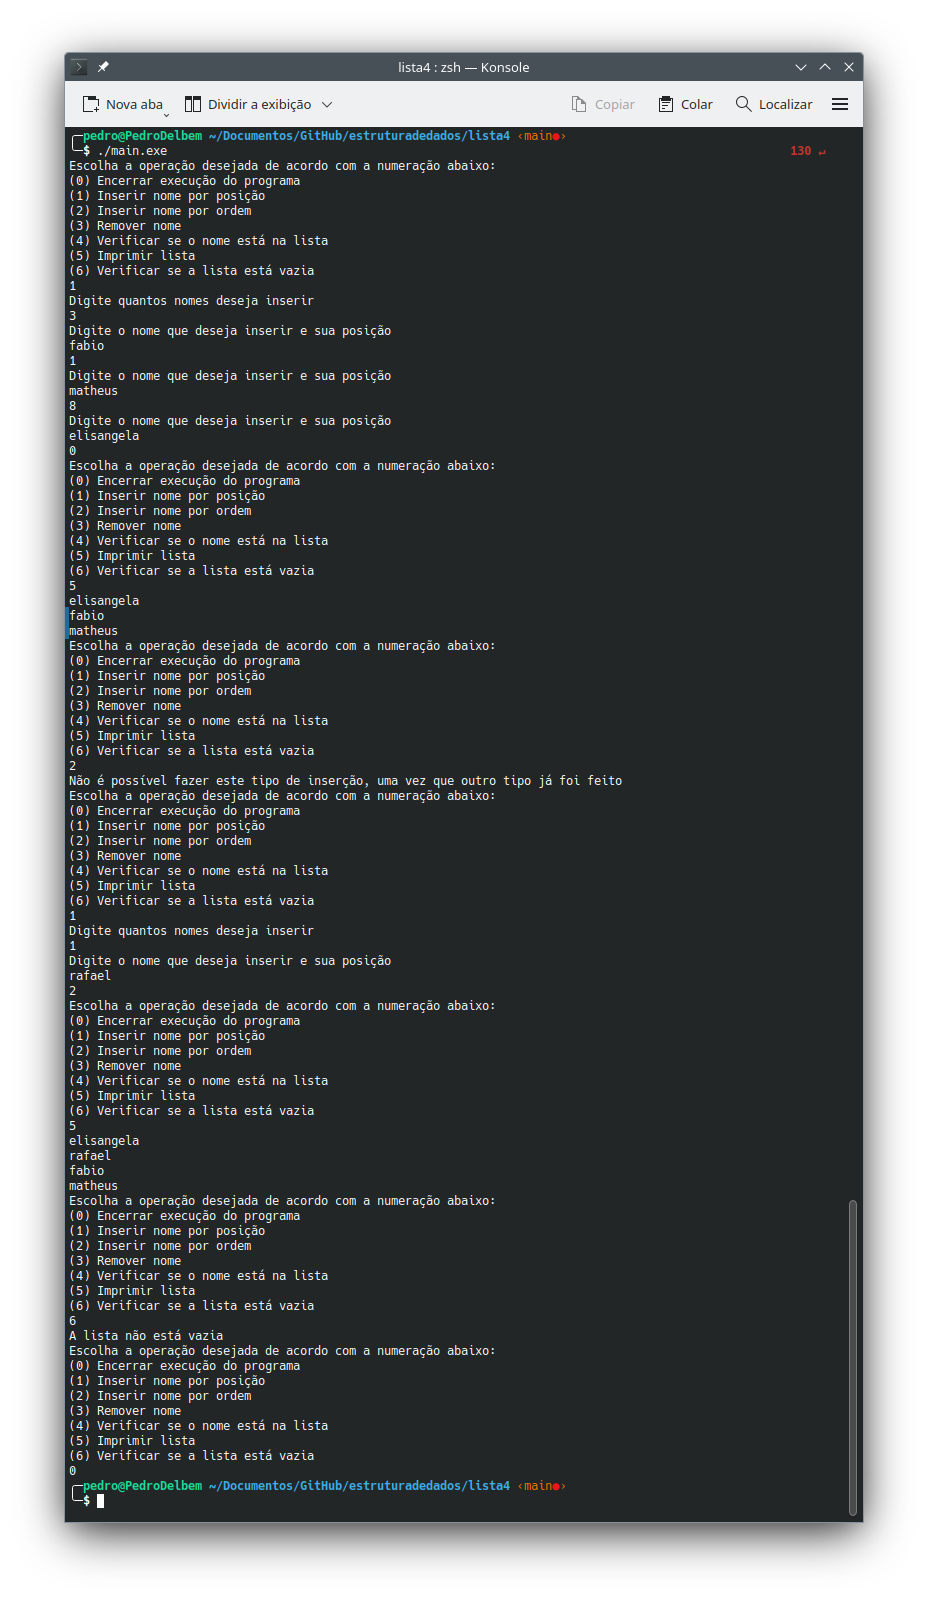 lista4 : zsh — Konsole
Nova aba
Dividir a exibição
Copiar
Colar
Localizar
pedro@PedroDelbem ~/Documentos/GitHub/estruturadedados/lista4 ‹main●›
$ ./main.exe 130 ↵
Escolha a operação desejada de acordo com a numeração abaixo:
(0) Encerrar execução do programa
(1) Inserir nome por posição
(2) Inserir nome por ordem
(3) Remover nome
(4) Verificar se o nome está na lista
(5) Imprimir lista
(6) Verificar se a lista está vazia
1
Digite quantos nomes deseja inserir
3
Digite o nome que deseja inserir e sua posição
fabio
1
Digite o nome que deseja inserir e sua posição
matheus
8
Digite o nome que deseja inserir e sua posição
elisangela
0
Escolha a operação desejada de acordo com a numeração abaixo:
(0) Encerrar execução do programa
(1) Inserir nome por posição
(2) Inserir nome por ordem
(3) Remover nome
(4) Verificar se o nome está na lista
(5) Imprimir lista
(6) Verificar se a lista está vazia
5
elisangela
fabio
matheus
Escolha a operação desejada de acordo com a numeração abaixo:
(0) Encerrar execução do programa
(1) Inserir nome por posição
(2) Inserir nome por ordem
(3) Remover nome
(4) Verificar se o nome está na lista
(5) Imprimir lista
(6) Verificar se a lista está vazia
2
Não é possível fazer este tipo de inserção, uma vez que outro tipo já foi feito
Escolha a operação desejada de acordo com a numeração abaixo:
(0) Encerrar execução do programa
(1) Inserir nome por posição
(2) Inserir nome por ordem
(3) Remover nome
(4) Verificar se o nome está na lista
(5) Imprimir lista
(6) Verificar se a lista está vazia
1
Digite quantos nomes deseja inserir
1
Digite o nome que deseja inserir e sua posição
rafael
2
Escolha a operação desejada de acordo com a numeração abaixo:
(0) Encerrar execução do programa
(1) Inserir nome por posição
(2) Inserir nome por ordem
(3) Remover nome
(4) Verificar se o nome está na lista
(5) Imprimir lista
(6) Verificar se a lista está vazia
5
elisangela
rafael
fabio
matheus
Escolha a operação desejada de acordo com a numeração abaixo:
(0) Encerrar execução do programa
(1) Inserir nome por posição
(2) Inserir nome por ordem
(3) Remover nome
(4) Verificar se o nome está na lista
(5) Imprimir lista
(6) Verificar se a lista está vazia
6
A lista não está vazia
Escolha a operação desejada de acordo com a numeração abaixo:
(0) Encerrar execução do programa
(1) Inserir nome por posição
(2) Inserir nome por ordem
(3) Remover nome
(4) Verificar se o nome está na lista
(5) Imprimir lista
(6) Verificar se a lista está vazia
0
pedro@PedroDelbem ~/Documentos/GitHub/estruturadedados/lista4 ‹main●›
$